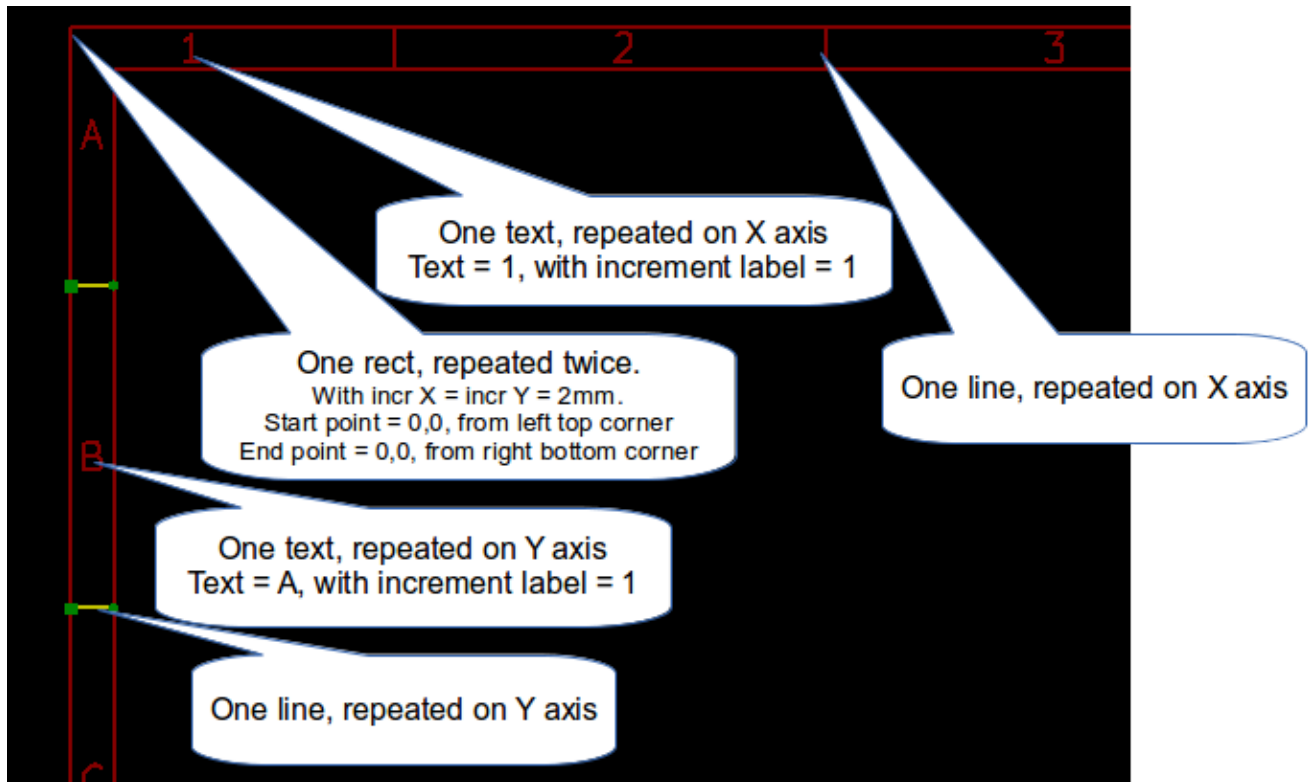 1
2
3
A
One text, repeated on X axis
Text = 1, with increment label = 1
One rect, repeated twice.
With incr X = incr Y = 2mm.
Start point = 0,0, from left top corner
End point = 0,0, from right bottom corner
One line, repeated on X axis
B
One text, repeated on Y axis
Text = A, with increment label = 1
One line, repeated on Y axis
C